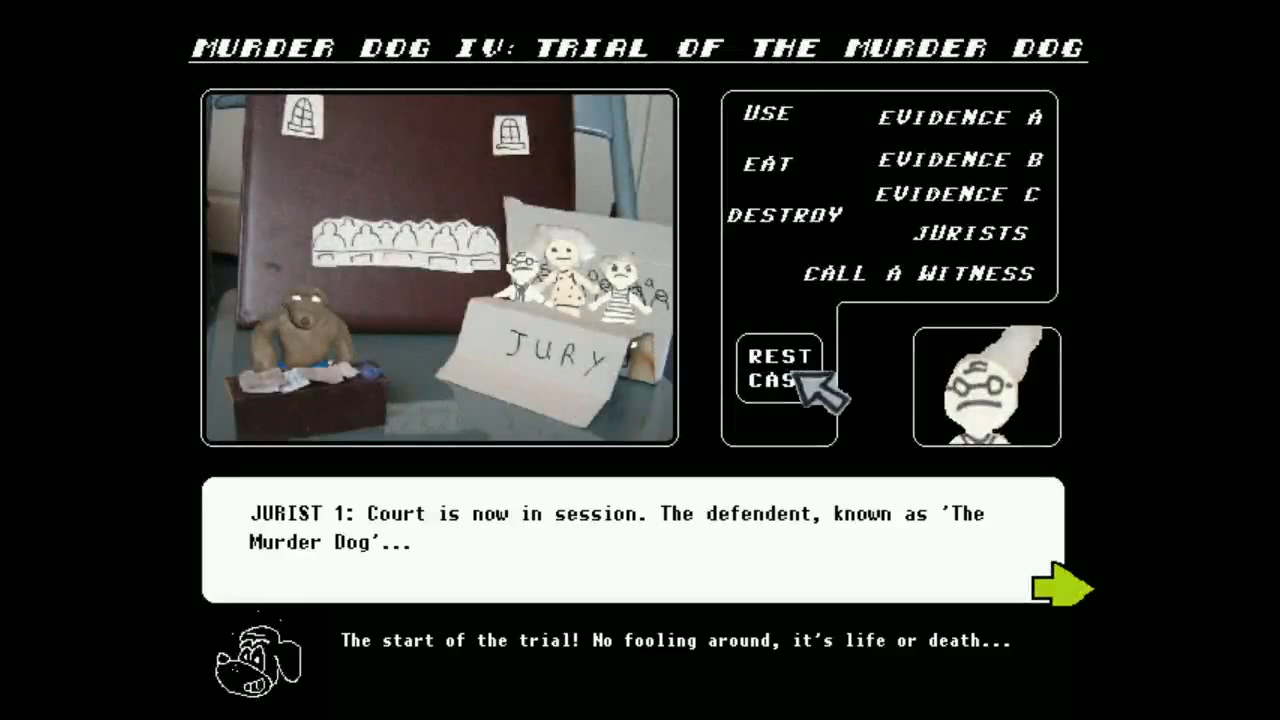 MURDER DOG IV: TRIAL OF THE MURDER DOG
USE
EAT
DESTROY
EVIDENCE A
EVIDENCE B
EVIDENCE C
JURISTS
CALL A WITNESS
JURY
REST
CAS
JURIST 1: Court is now in session. The defendent, known as 'The
Murder Dog'...
The start of the trial! No fooling around, it's life or death...